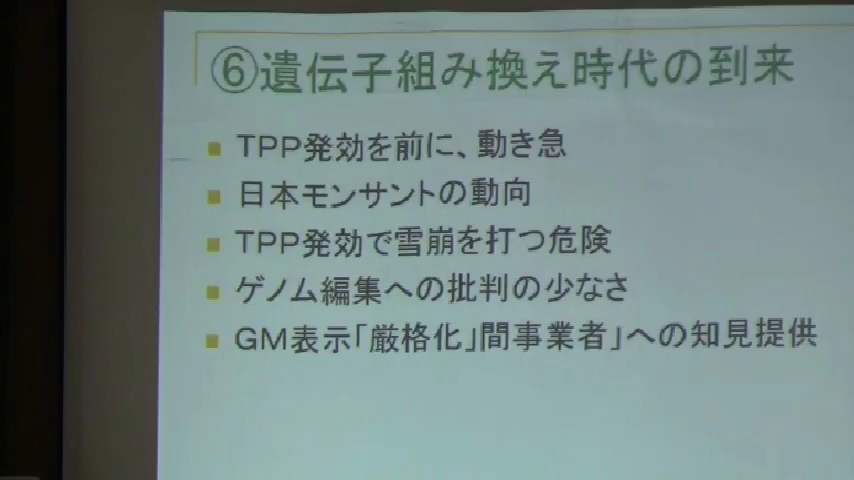 ⑥遺伝子組み換え時代の到来
■ TPP発効を前に、動き急
■ 日本モンサントの動向
■ TPP発効で雪崩を打つ危険
■ ゲノム編集への批判の少なさ
■ GM表示「厳格化」間事業者」への知見提供